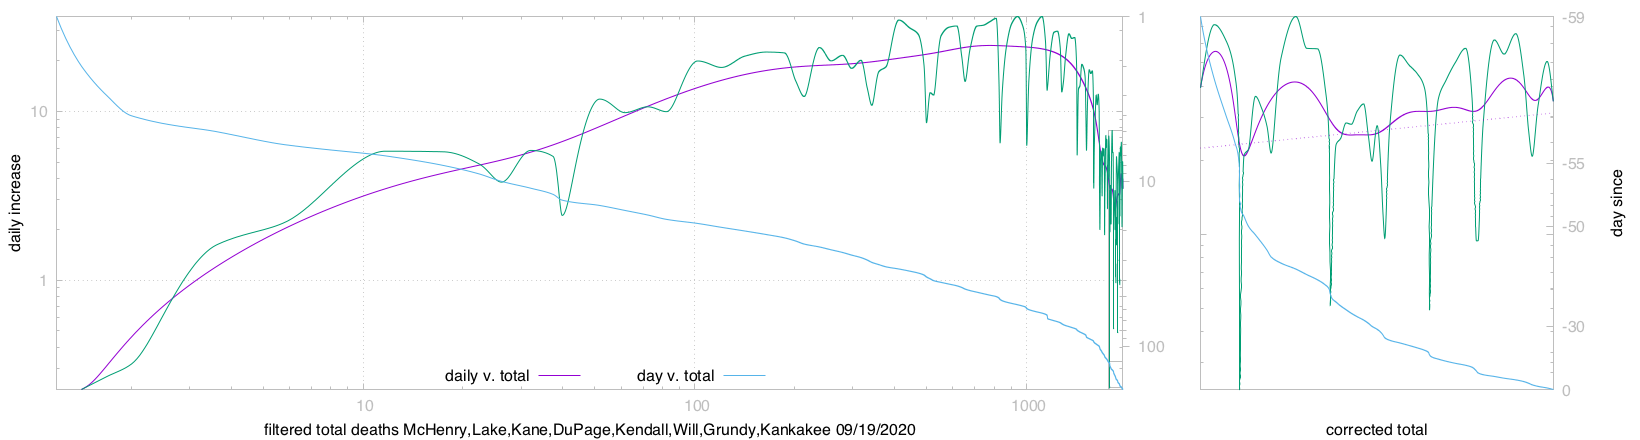 daily increase
10
1
daily v. total
day v. total
10
100
1000
filtered total deaths McHenry,Lake,Kane,DuPage,Kendall,Will,Grundy,Kankakee 09/19/2020
1
10
100
-59
-55
-50
-30
0
day since
corrected total